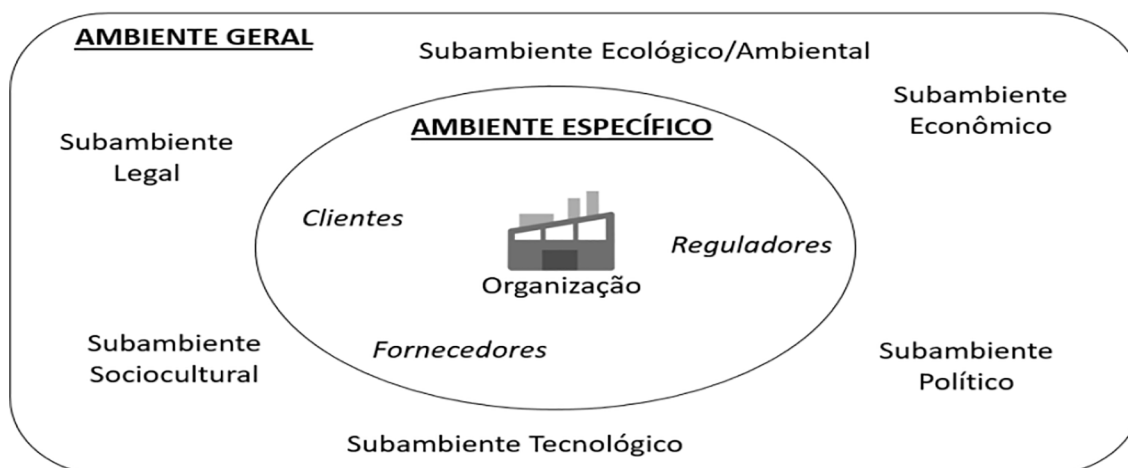 AMBIENTE GERAL
Subambiente Ecológico/Ambiental
Subambiente
Econômico
AMBIENTE ESPECÍFICO
Subambiente
Legal
Clientes
Reguladores
Organização
Subambiente
Sociocultural
Fornecedores
Subambiente
Político
Subambiente Tecnológico